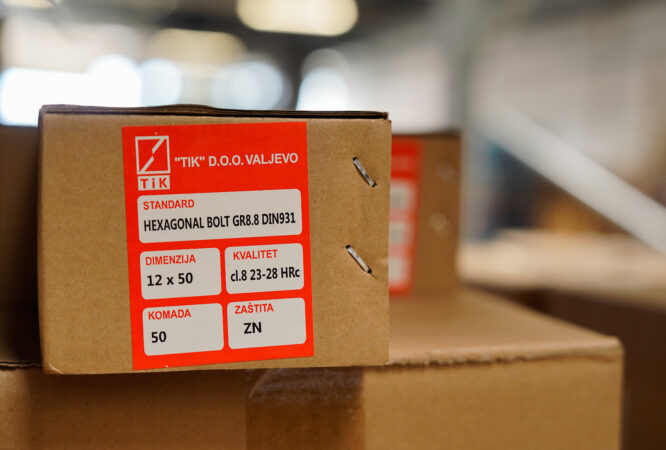 TiK
"TIK" D.O.O. VALJEVO
STANDARD
HEXAGONAL BOLT GR8.8 DIN931
DIMENZIJA
12 x 50
KVALITET
cl.8 23-28 HRc
KOMADA
50
ZAŠTITA
ZN